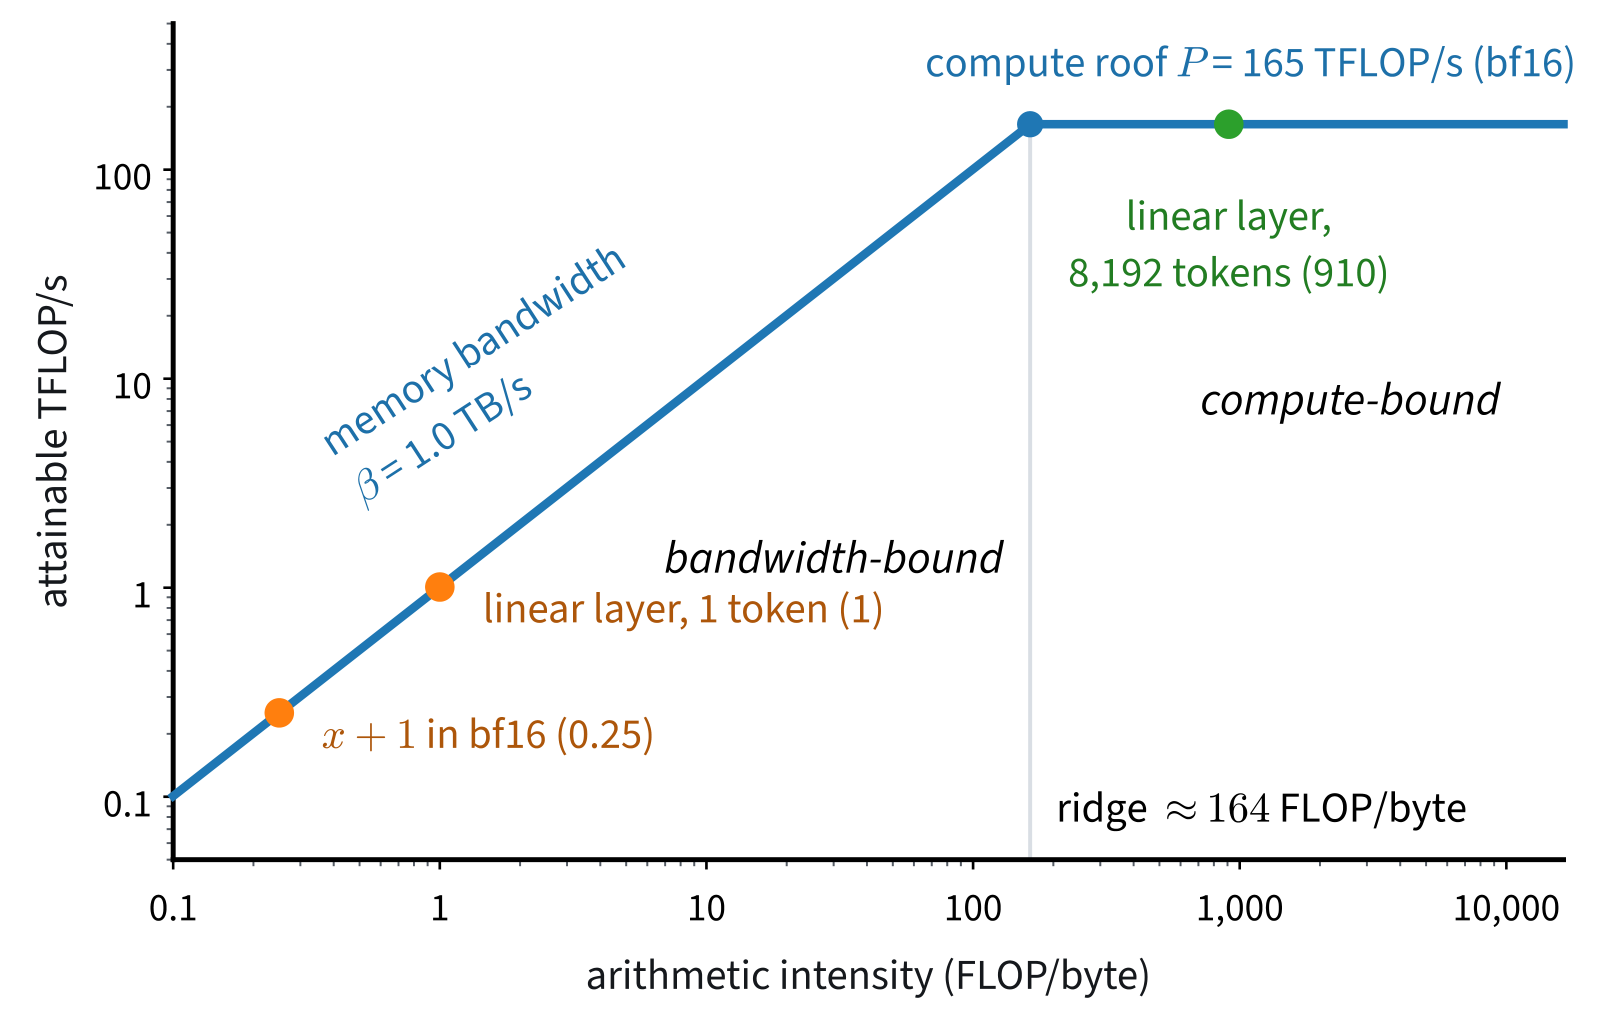 compute roof P = 165 TFLOP/s (bf16)
100
10
1
0.1
attainable TFLOP/s
memory bandwidth
β = 1.0 TB/s
linear layer,
8,192 tokens (910)
compute-bound
bandwidth-bound
linear layer, 1 token (1)
x + 1 in bf16 (0.25)
ridge ≈ 164 FLOP/byte
0.1
1
10
100
1,000
10,000
arithmetic intensity (FLOP/byte)